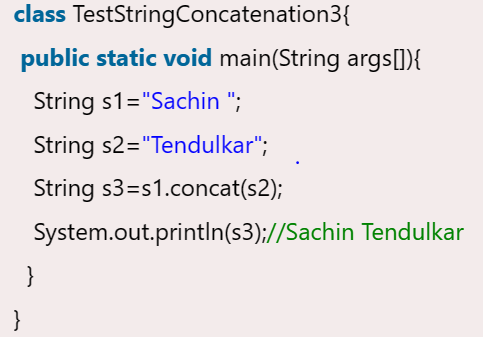 class TestStringConcatenation3{
public static void main(String args[]){
String s1="Sachin ";
String s2="Tendulkar";
String s3=s1.concat(s2);
System.out.println(s3);//Sachin Tendulkar
}
}